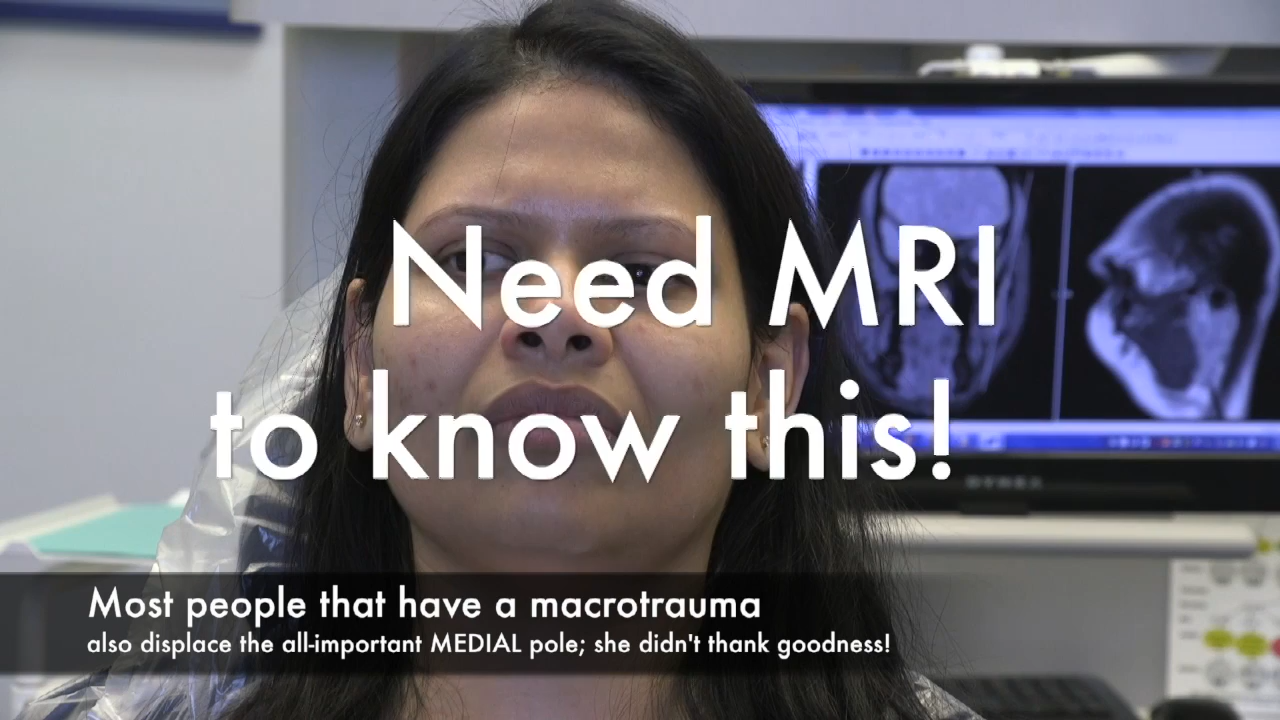 Need MRI
to know this!
Most people that have a macrotrauma
also displace the all-important MEDIAL pole; she didn't thank goodness!
DYNEX